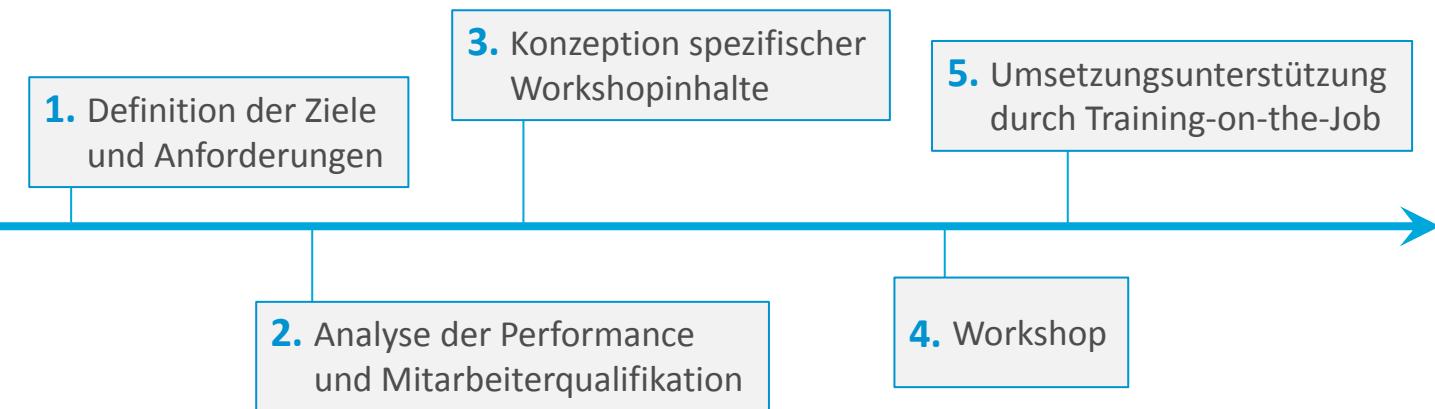 1. Definition der Ziele
und Anforderungen
2. Analyse der Performance
und Mitarbeiterqualifikation
3. Konzeption spezifischer
Workshopinhalte
4. Workshop
5. Umsetzungsunterstützung
durch Training-on-the-Job